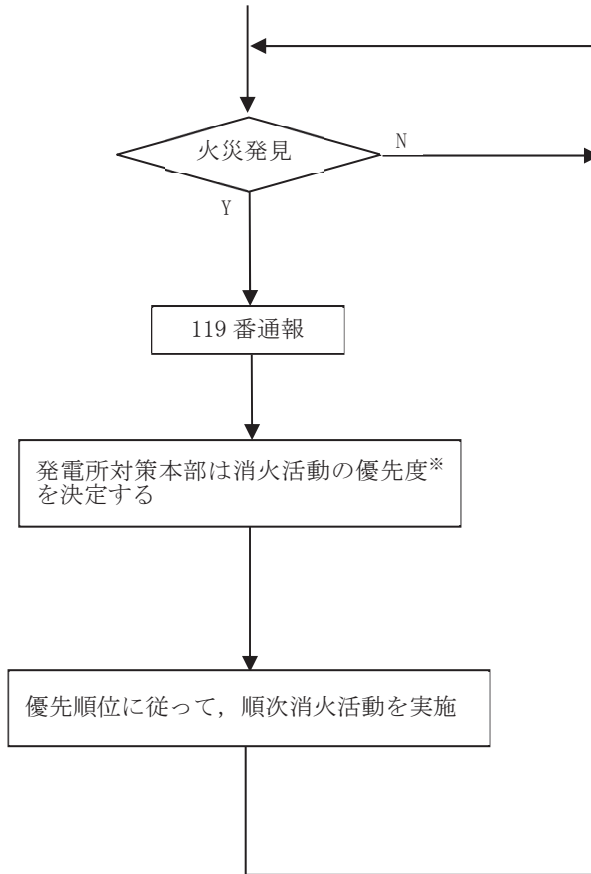 火災発見
N
Y
119 番通報
発電所対策本部は消火活動の優先度※
を決定する
優先順位に従って，順次消火活動を実施